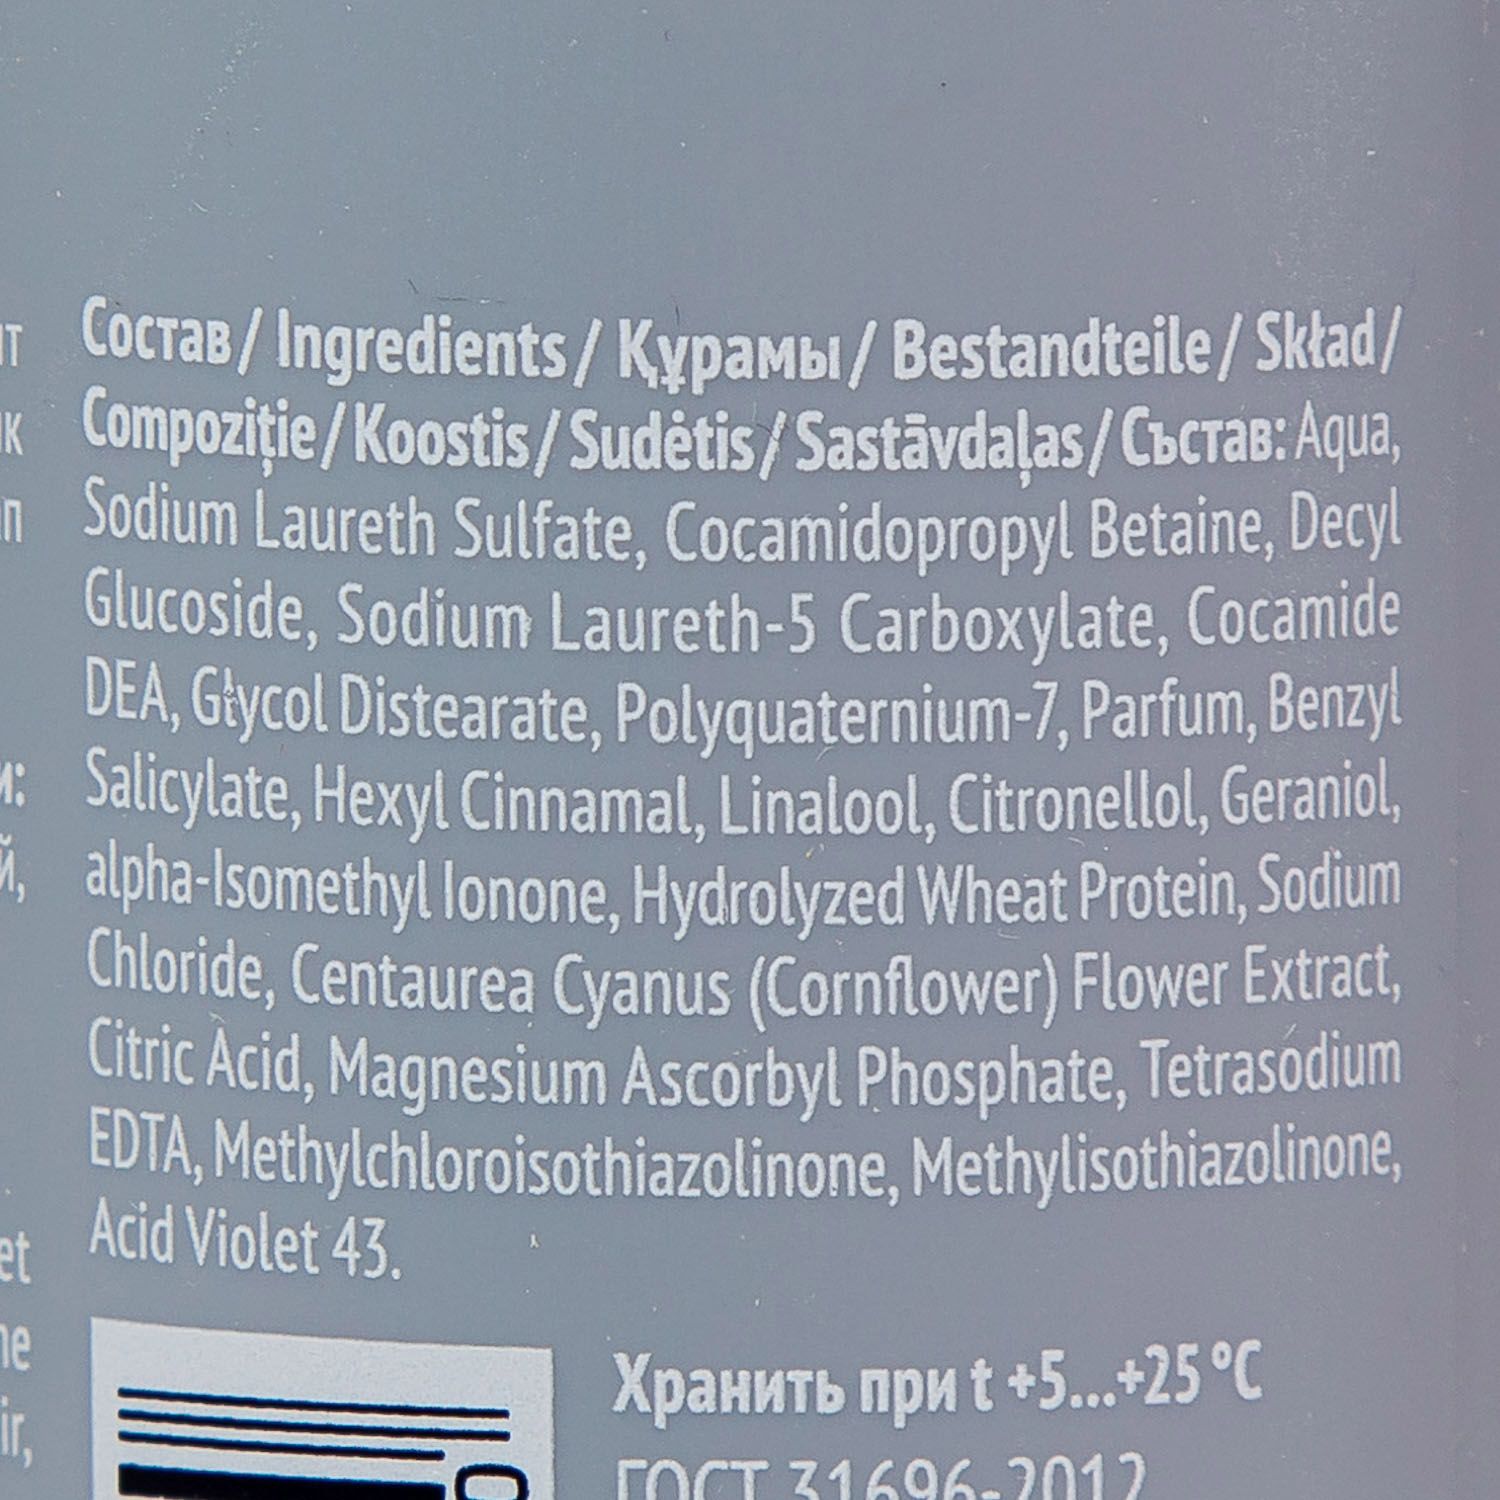 Состав/ Ingredients/ Құрамы/ Bestandteile/ Skład/
Compoziție/ Koostis/ Sudėtis/ Sastāvdaļas/ Състав: Aqua,
Sodium Laureth Sulfate, Cocamidopropyl Betaine, Decyl
Glucoside, Sodium Laureth-5 Carboxylate, Cocamide
DEA, Glycol Distearate, Polyquaternium-7, Parfum, Benzyl
Salicylate, Hexyl Cinnamal, Linalool, Citronellol, Geraniol,
alpha-Isomethyl Ionone, Hydrolyzed Wheat Protein, Sodium
Chloride, Centaurea Cyanus (Cornflower) Flower Extract,
Citric Acid, Magnesium Ascorbyl Phosphate, Tetrasodium
EDTA, Methylchloroisothiazolinone, Methylisothiazolinone,
Acid Violet 43.
Хранить при t +5...+25 °C
ГОСТ 31696-2012